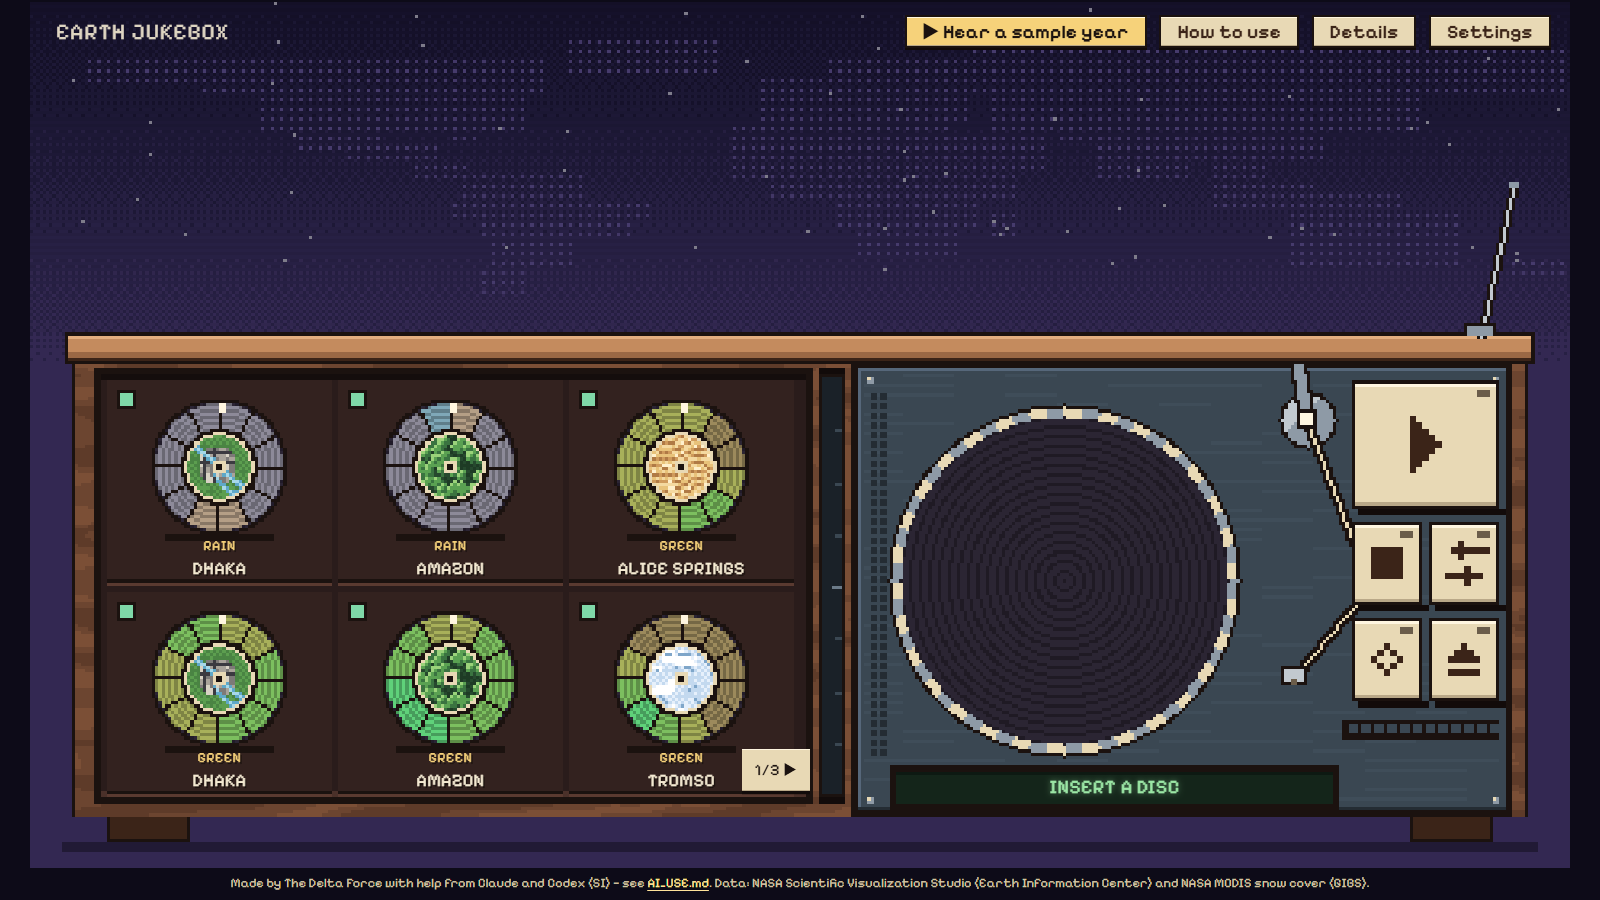 EARTH JUKEBOX
▶ Hear a sample year
How to use
Details
Settings
RAIN
DHAKA
RAIN
AMAZON
GREEN
ALICE SPRINGS
GREEN
DHAKA
GREEN
AMAZON
GREEN
TROMSO
1/3 ▶
INSERT A DISC
Made by The Delta Force with help from Claude and Codex (SI) - see AI_USE.md. Data: NASA Scientific Visualization Studio (Earth Information Center) and NASA MODIS snow cover (GIBS).